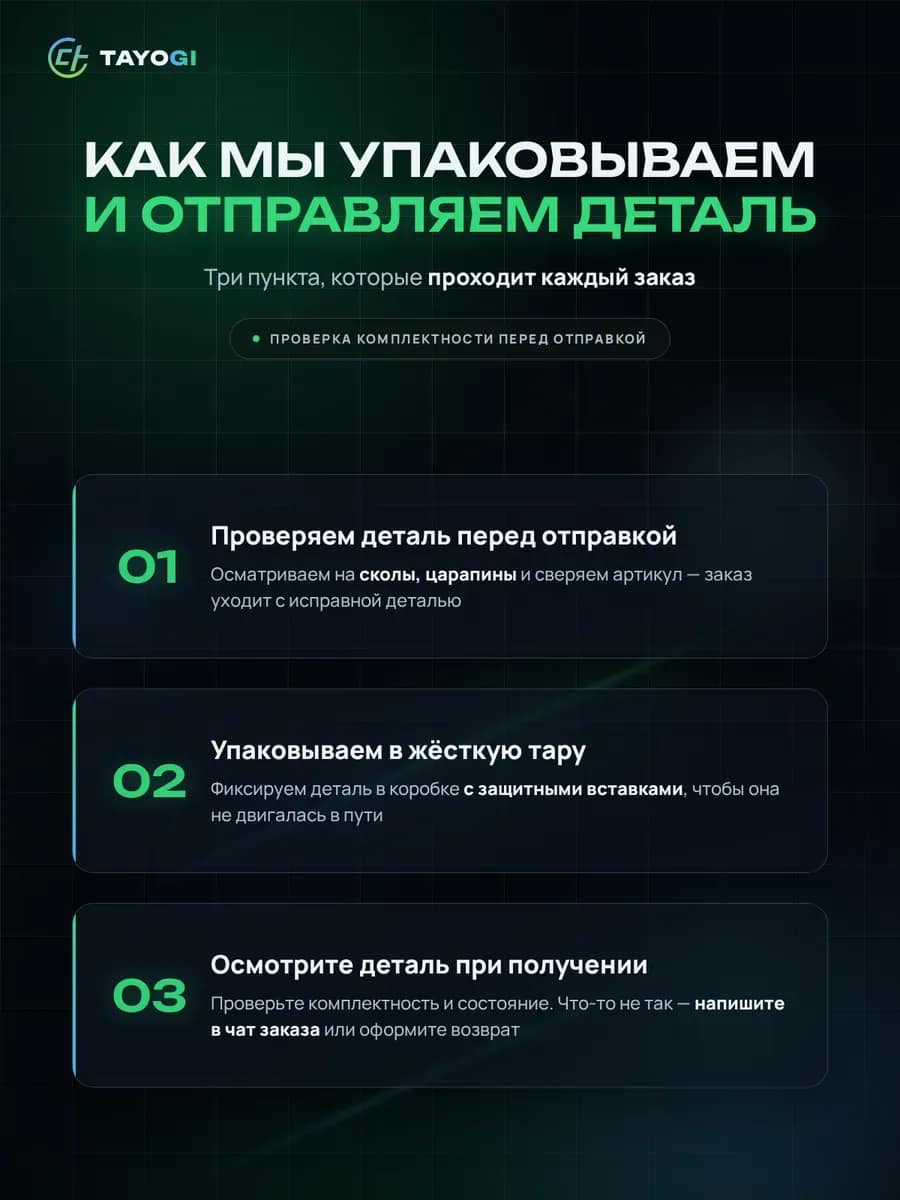 TAYOGI
КАК МЫ УПАКОВЫВАЕМ
И ОТПРАВЛЯЕМ ДЕТАЛЬ
Три пункта, которые проходит каждый заказ
ПРОВЕРКА КОМПЛЕКТНОСТИ ПЕРЕД ОТПРАВКОЙ
01
Проверяем деталь перед отправкой
Осматриваем на сколы, царапины и сверяем артикул — заказ
уходит с исправной деталью
02
Упаковываем в жёсткую тару
Фиксируем деталь в коробке с защитными вставками, чтобы она
не двигалась в пути
03
Осмотрите деталь при получении
Проверьте комплектность и состояние. Что-то не так — напишите
в чат заказа или оформите возврат